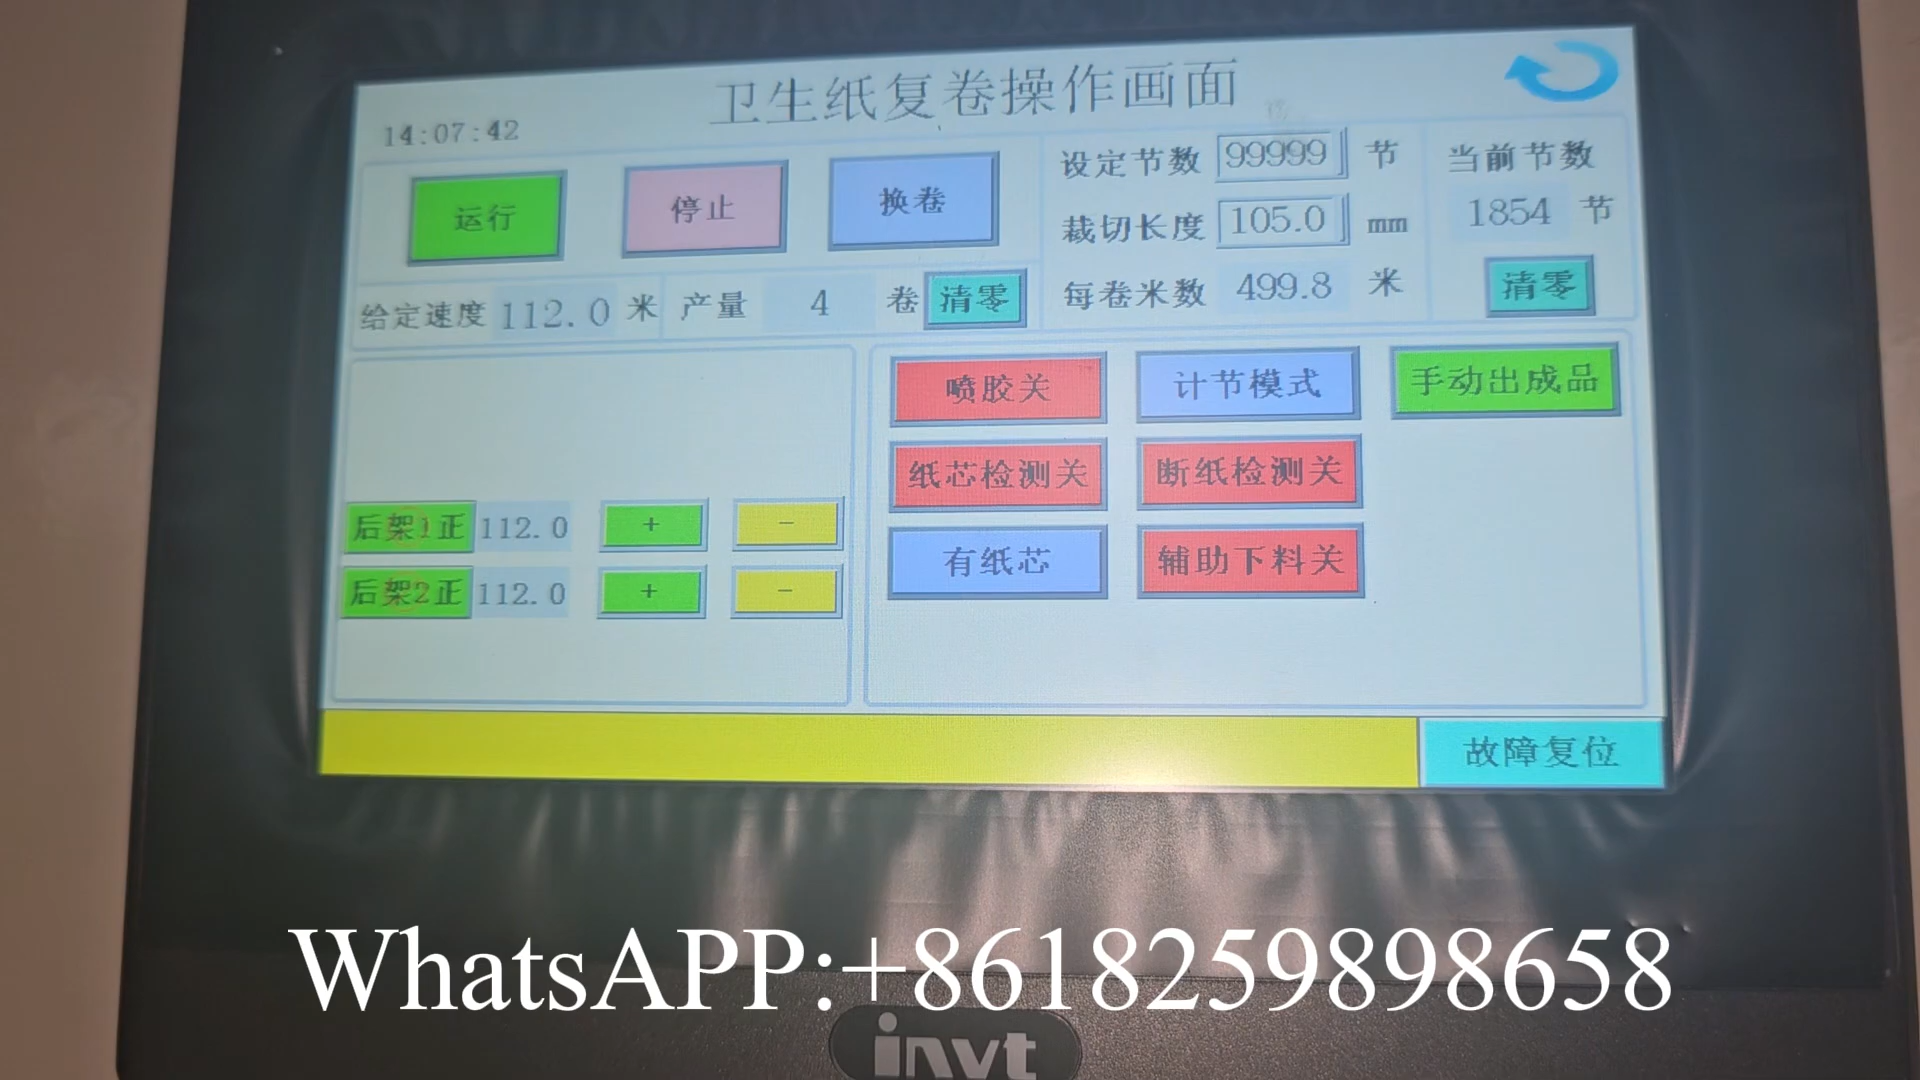 卫生纸复卷操作画面
14:07:42
运行 停止 换卷
设定节数 99999 节
当前节数
裁切长度 105.0 mm
1854 节
每卷米数 499.8 米
清零
给定速度 112.0 米 产量 4 卷 清零
喷胶关 计节模式 手动出成品
纸芯检测关 断纸检测关
有纸芯 辅助下料关
后架1正 112.0 + -
后架2正 112.0 + -
故障复位
WhatsAPP:+8618259898658
invt